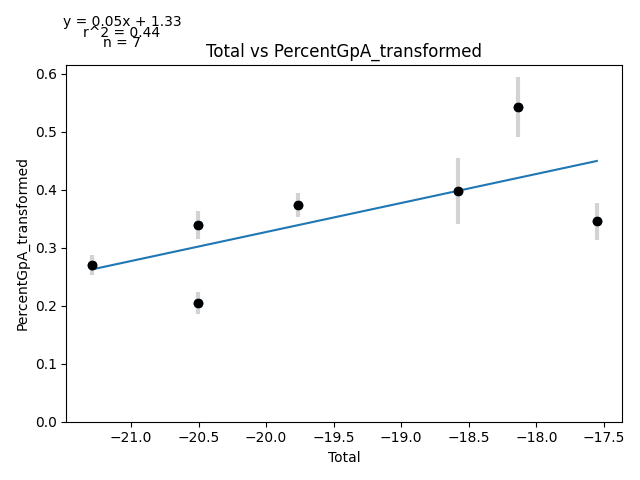 y = 0.05x + 1.33
r^2 = 0.44
n = 7
Total vs PercentGpA_transformed
PercentGpA_transformed
0.6
0.5
0.4
0.3
0.2
0.1
0.0
−21.0 −20.5 −20.0 −19.5 −19.0 −18.5 −18.0 −17.5
Total